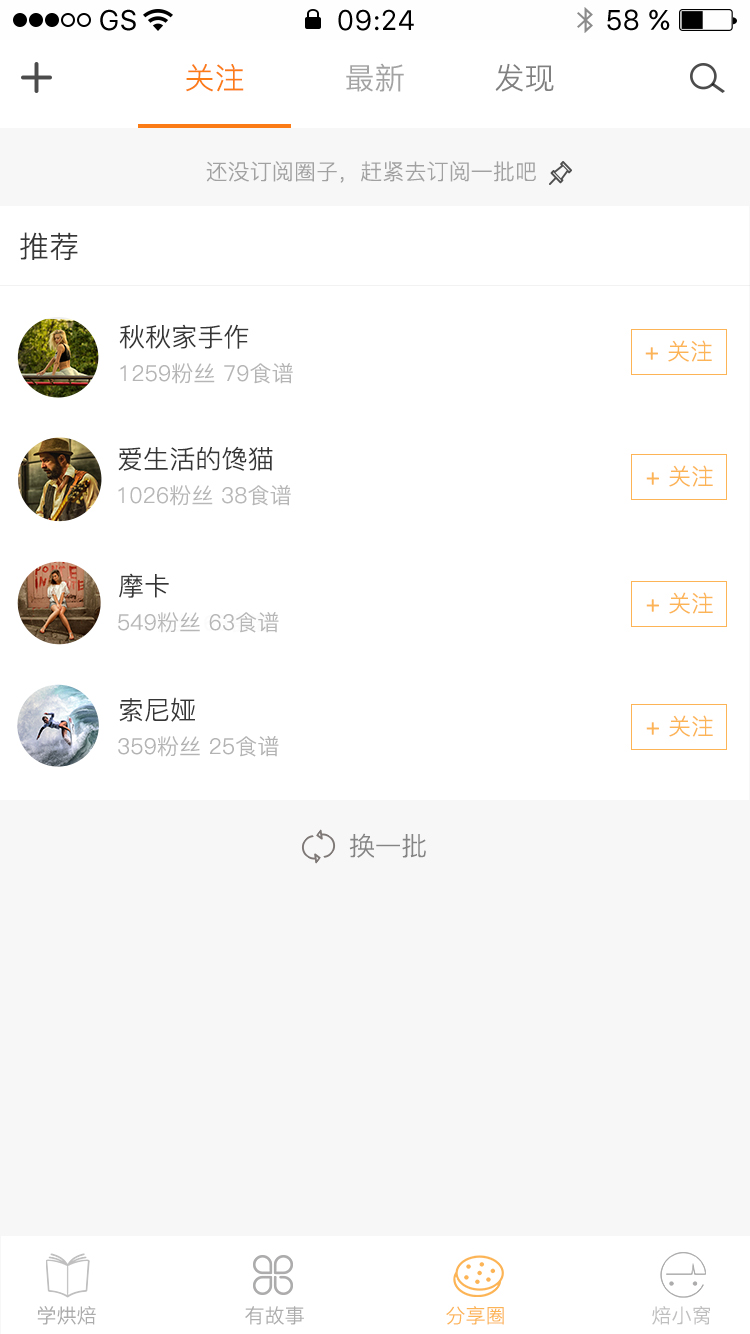 GS 09:24 58 %
关注 最新 发现
还没订阅圈子，赶紧去订阅一批吧
推荐
秋秋家手作
1259粉丝 79食谱
+ 关注
爱生活的馋猫
1026粉丝 38食谱
+ 关注
摩卡
549粉丝 63食谱
+ 关注
索尼娅
359粉丝 25食谱
+ 关注
换一批
学烘焙 有故事 分享圈 焙小窝